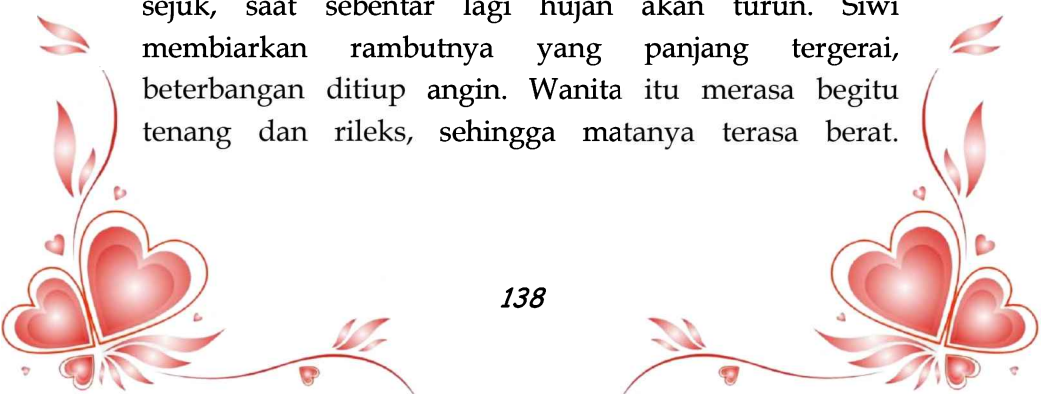 sejuk, saat sebentar lagi hujan akan turun. Siwi
membiarkan rambutnya yang panjang tergerai,
beterbangan ditiup angin. Wanita itu merasa begitu
tenang dan rileks, sehingga matanya terasa berat.
138